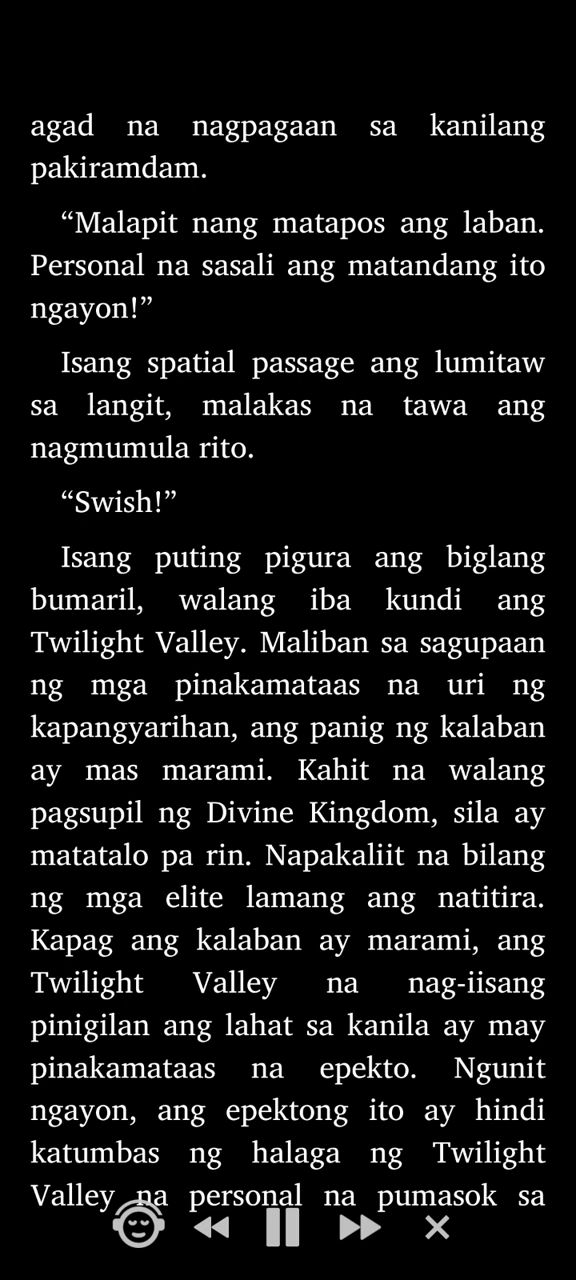 agad na nagpagaan sa kanilang
pakiramdam.
“Malapit nang matapos ang laban.
Personal na sasali ang matandang ito
ngayon!”
Isang spatial passage ang lumitaw
sa langit, malakas na tawa ang
nagmumula rito.
“Swish!”
Isang puting pigura ang biglang
bumaril, walang iba kundi ang
Twilight Valley. Maliban sa sagupaan
ng mga pinakamataas na uri ng
kapangyarihan, ang panig ng kalaban
ay mas marami. Kahit na walang
pagsupil ng Divine Kingdom, sila ay
matatalo pa rin. Napakaliit na bilang
ng mga elite lamang ang natitira.
Kapag ang kalaban ay marami, ang
Twilight Valley na nag-iisang
pinigilan ang lahat sa kanila ay may
pinakamataas na epekto. Ngunit
ngayon, ang epektong ito ay hindi
katumbas ng halaga ng Twilight
Valley na personal na pumasok sa